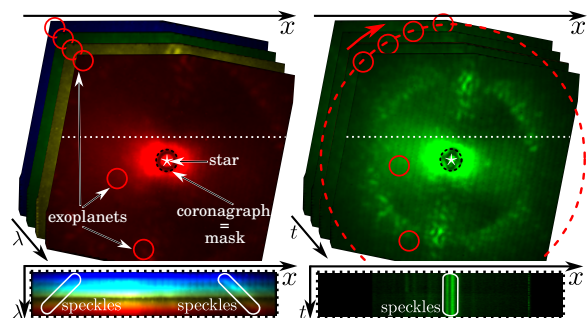 x
x
star
exoplanets
coronagraph
=
mask
λ
t
x
x
speckles
speckles
speckles
λ
t